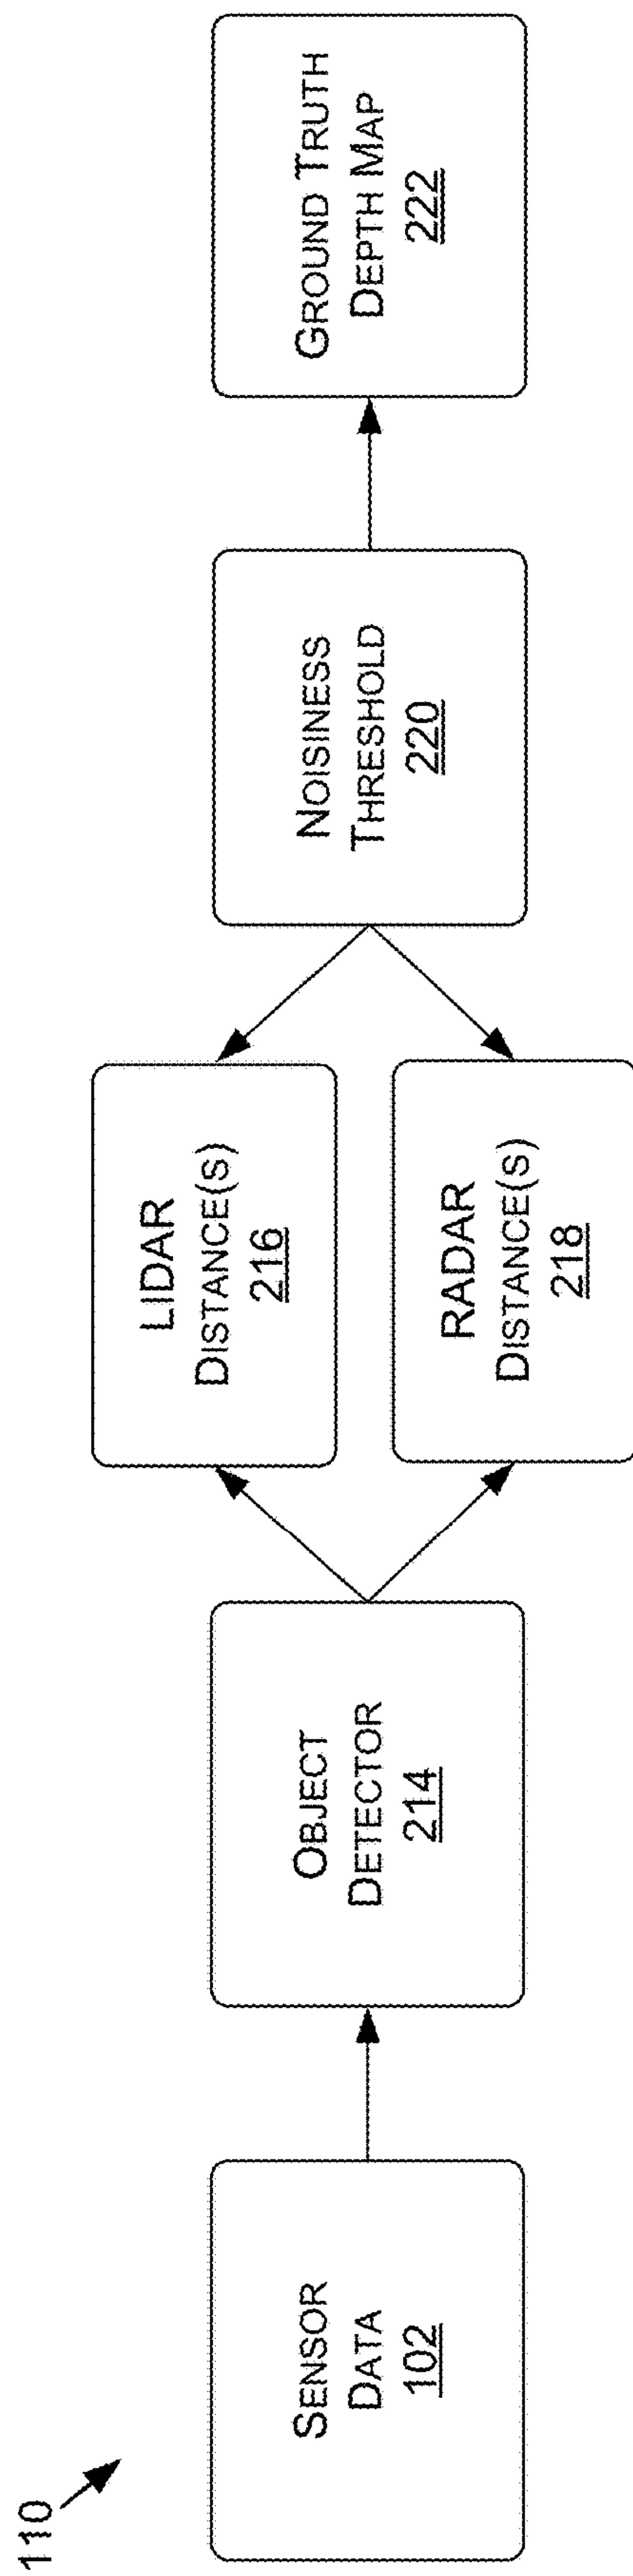 110
SENSOR
DATA
102
OBJECT
DETECTOR
214
LIDAR
DISTANCE(S)
216
RADAR
DISTANCE(S)
218
NOISINESS
THRESHOLD
220
GROUND TRUTH
DEPTH MAP
222